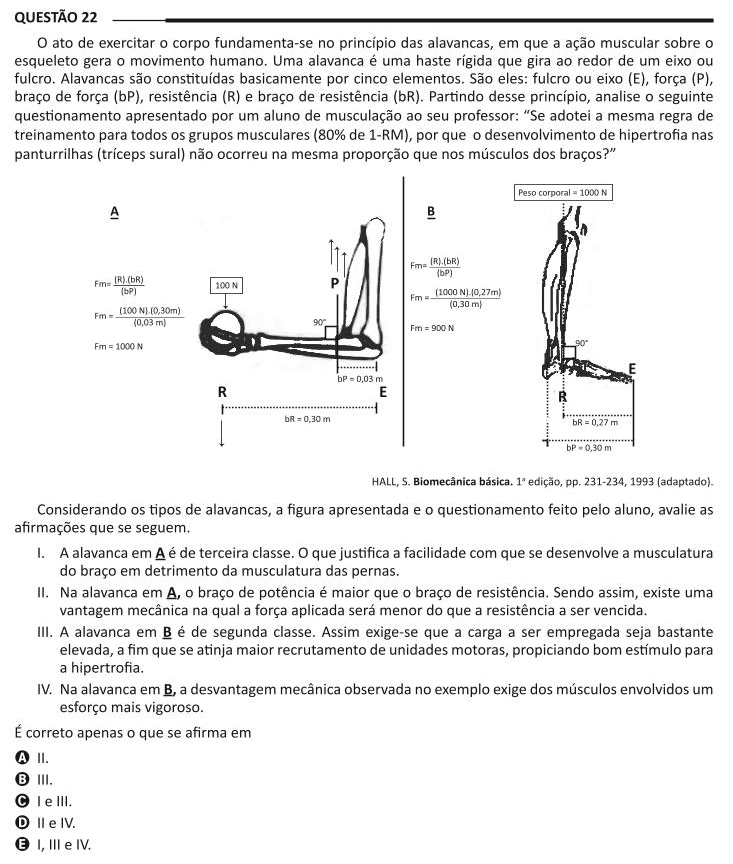 QUESTÃO 22
O ato de exercitar o corpo fundamenta-se no princípio das alavancas, em que a ação muscular sobre o
esqueleto gera o movimento humano. Uma alavanca é uma haste rígida que gira ao redor de um eixo ou
fulcro. Alavancas são constituídas basicamente por cinco elementos. São eles: fulcro ou eixo (E), força (P),
braço de força (bP), resistência (R) e braço de resistência (bR). Partindo desse princípio, analise o seguinte
questionamento apresentado por um aluno de musculação ao seu professor: “Se adotei a mesma regra de
treinamento para todos os grupos musculares (80% de 1-RM), por que o desenvolvimento de hipertrofia nas
panturrilhas (tríceps sural) não ocorreu na mesma proporção que nos músculos dos braços?”
A
Fm= (R).(bR)
(bP)
Fm = (100 N).(0,30m)
(0,03 m)
Fm = 1000 N
100 N
P
90°
bP = 0,03 m
R
E
bR = 0,30 m
B
Peso corporal = 1000 N
Fm= (R).(bR)
(bP)
Fm = (1000 N).(0,27m)
(0,30 m)
Fm = 900 N
90°
E
R
bR = 0,27 m
bP = 0,30 m
HALL, S. Biomecânica básica. 1ª edição, pp. 231-234, 1993 (adaptado).
Considerando os tipos de alavancas, a figura apresentada e o questionamento feito pelo aluno, avalie as
afirmações que se seguem.
I. A alavanca em A é de terceira classe. O que justifica a facilidade com que se desenvolve a musculatura
do braço em detrimento da musculatura das pernas.
II. Na alavanca em A, o braço de potência é maior que o braço de resistência. Sendo assim, existe uma
vantagem mecânica na qual a força aplicada será menor do que a resistência a ser vencida.
III. A alavanca em B é de segunda classe. Assim exige-se que a carga a ser empregada seja bastante
elevada, a fim que se atinja maior recrutamento de unidades motoras, propiciando bom estímulo para
a hipertrofia.
IV. Na alavanca em B, a desvantagem mecânica observada no exemplo exige dos músculos envolvidos um
esforço mais vigoroso.
É correto apenas o que se afirma em
A II.
B III.
C I e III.
D II e IV.
E I, III e IV.